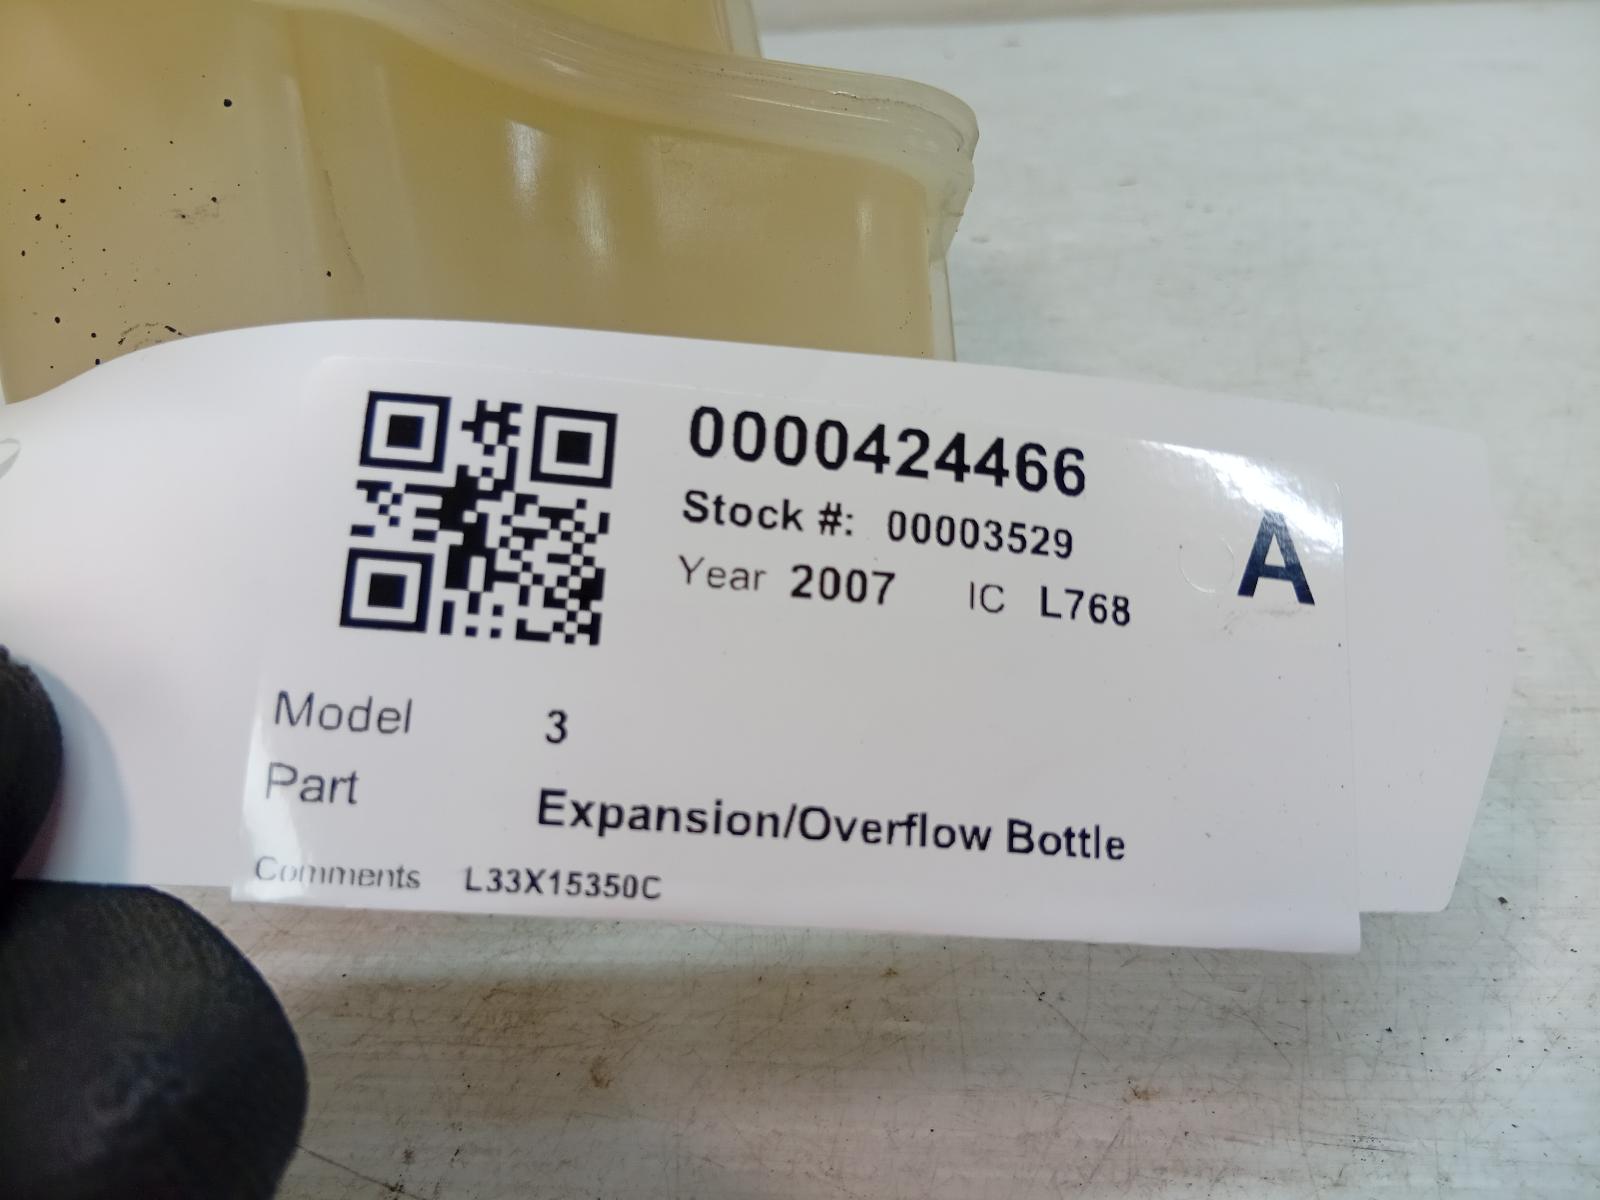 0000424466
Stock #: 00003529
Year 2007 IC L768
A
Model 3
Part Expansion/Overflow Bottle
Comments L33X15350C